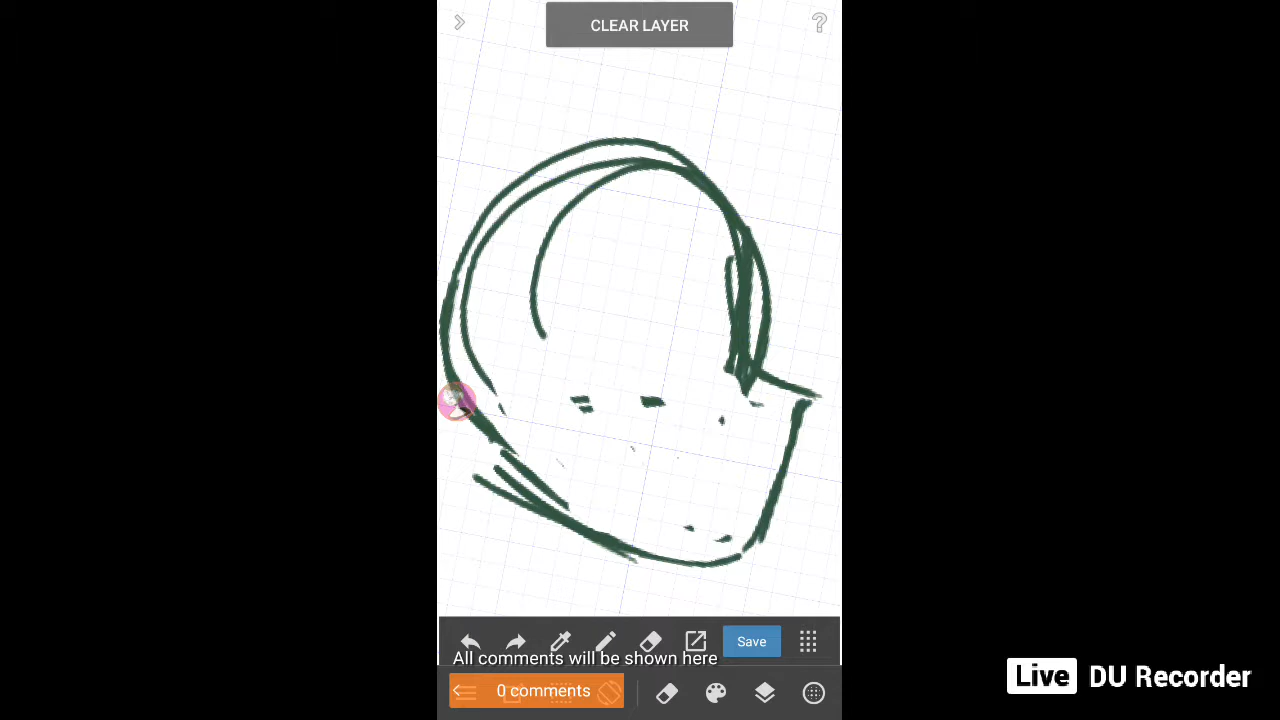 CLEAR LAYER
?
Save
All comments will be shown here
0 comments
Live DU Recorder